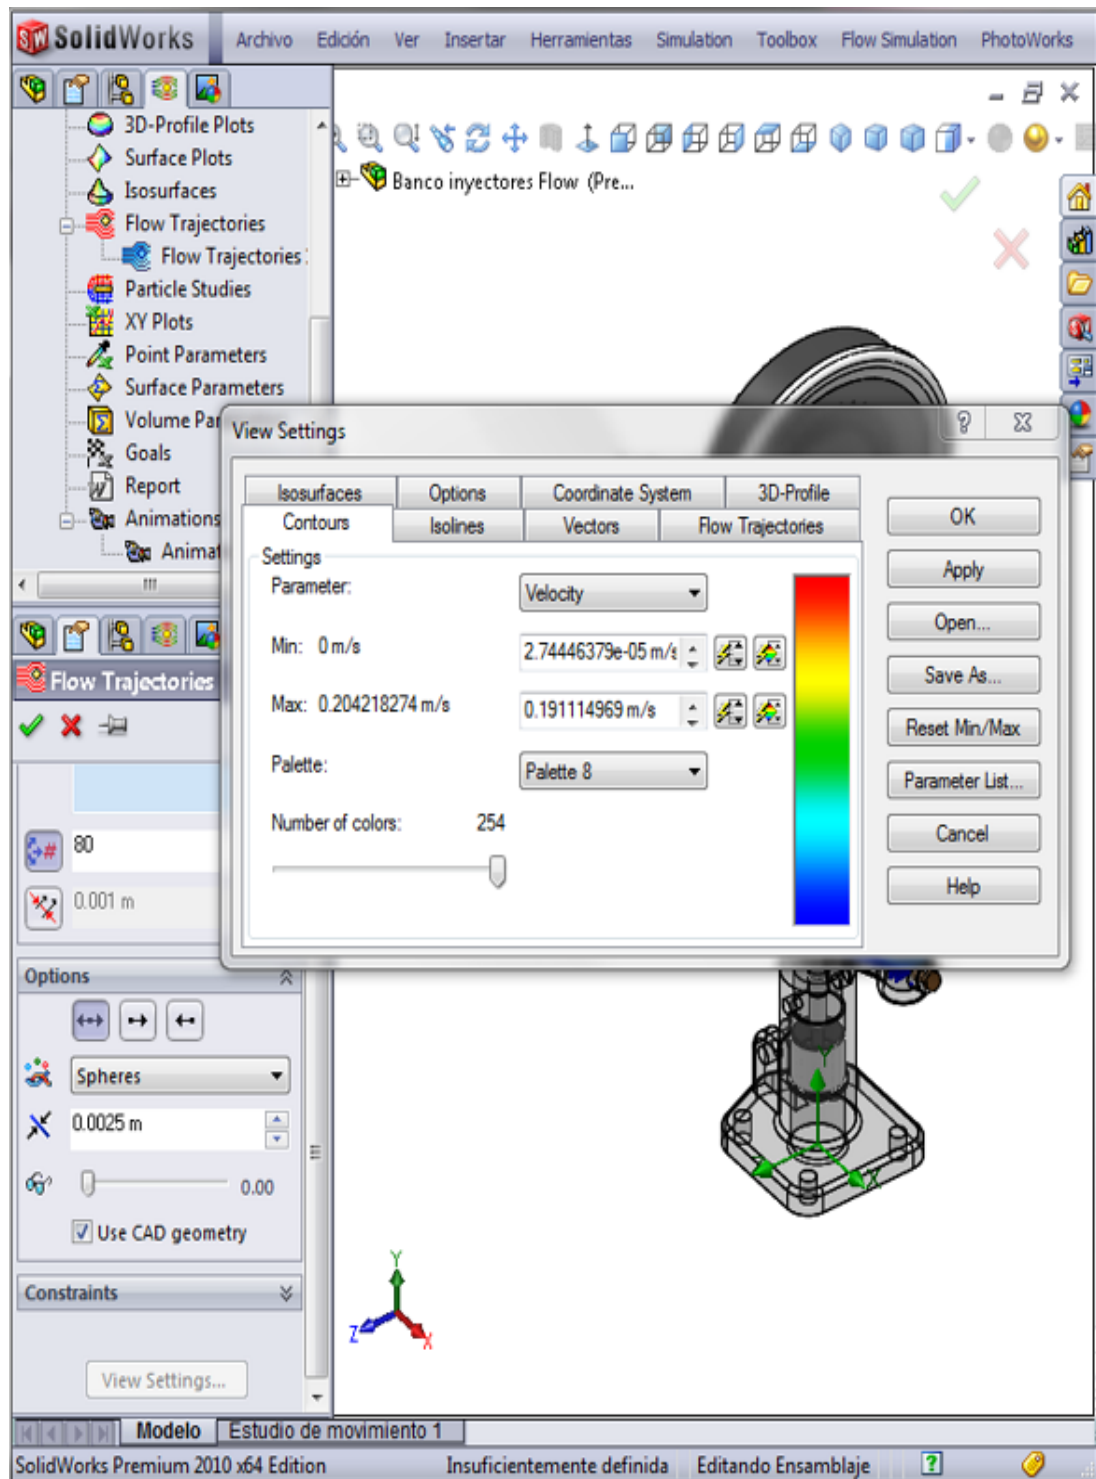 SolidWorks Archivo Edición Ver Insertar Herramientas Simulation Toolbox Flow Simulation PhotoWorks
3D-Profile Plots
Surface Plots
Isosurfaces
Flow Trajectories
Flow Trajectories
Particle Studies
XY Plots
Point Parameters
Surface Parameters
Volume Par
Goals
Report
Animations
Animat
Banco inyectores Flow (Pre...
View Settings
Isosurfaces Options Coordinate System 3D-Profile
Contours Isolines Vectors Flow Trajectories
Settings
Parameter: Velocity
Min: 0 m/s 2.74446379e-05 m/s
Max: 0.204218274 m/s 0.191114969 m/s
Palette: Palette 8
Number of colors: 254
OK
Apply
Open...
Save As...
Reset Min/Max
Parameter List...
Cancel
Help
Flow Trajectories
80
0.001 m
Options
Spheres
0.0025 m
0.00
Use CAD geometry
Constraints
View Settings...
Y
X
Y
Z
X
Modelo Estudio de movimiento 1
SolidWorks Premium 2010 x64 Edition Insuficientemente definida Editando Ensamblaje